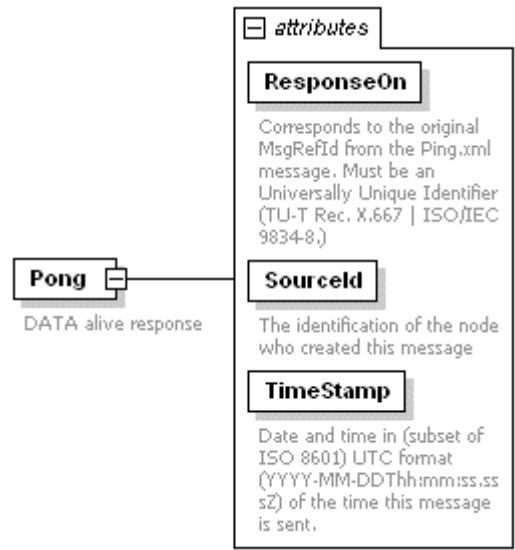 attributes
ResponseOn
Corresponds to the original
MsgRefId from the Ping.xml
message. Must be an
Universally Unique Identifier
(TU-T Rec. X.667 | ISO/IEC
9834-8.)
Pong
DATA alive response
SourceId
The identification of the node
who created this message
TimeStamp
Date and time in (subset of
ISO 8601) UTC format
(YYYY-MM-DDThh:mm:ss.ss
sZ) of the time this message
is sent.